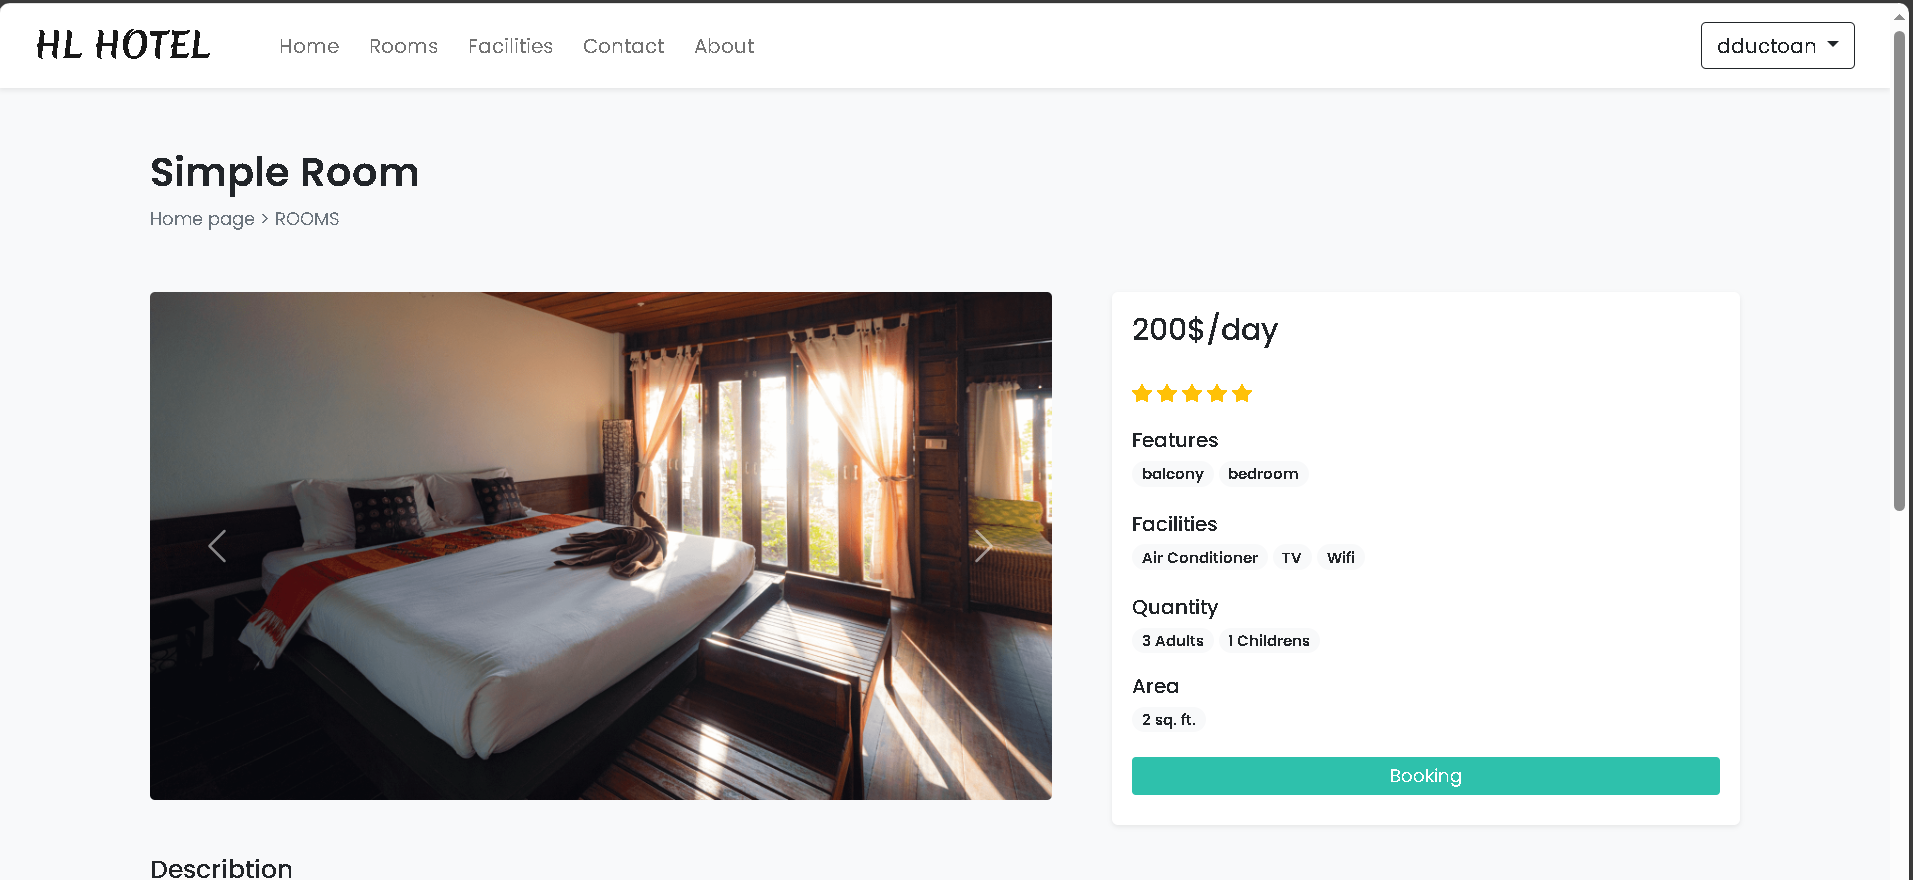 HL HOTEL Home Rooms Facilities Contact About dductoan
Simple Room
Home page > ROOMS
200$/day
Features
balcony bedroom
Facilities
Air Conditioner TV Wifi
Quantity
3 Adults 1 Childrens
Area
2 sq. ft.
Booking
Describtion